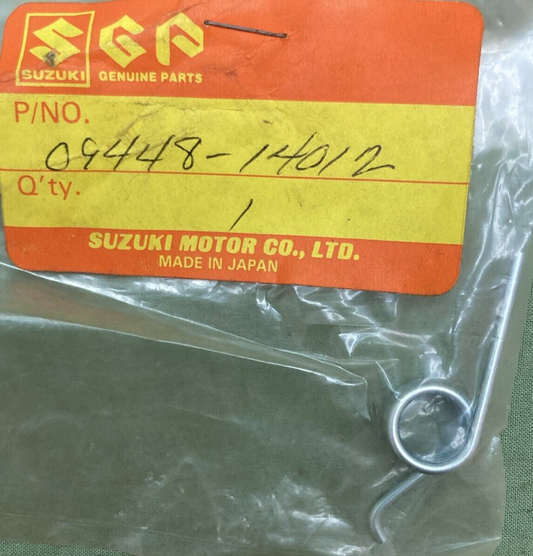 SUZUKI
SGP
GENUINE PARTS
P/NO.
09448-14012
Q'ty.
1
SUZUKI MOTOR CO., LTD.
MADE IN JAPAN